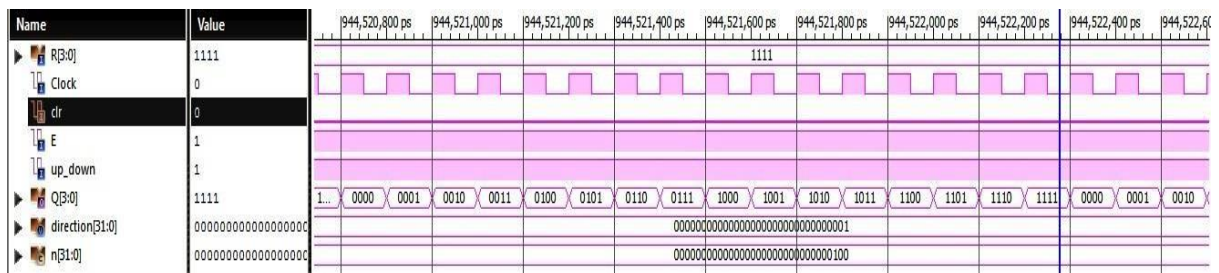 Name Value 944,520,800 ps 944,521,000 ps 944,521,200 ps 944,521,400 ps 944,521,600 ps 944,521,800 ps 944,522,000 ps 944,522,200 ps 944,522,400 ps 944,522,60
R[3:0] 1111 1111
Clock 0
clr 0
E 1
up_down 1
Q[3:0] 1111 1... 0000 0001 0010 0011 0100 0101 0110 0111 1000 1001 1010 1011 1100 1101 1110 1111 0000 0001 0010
direction[31:0] 00000000000000000000000000000001
n[31:0] 00000000000000000000000000000100